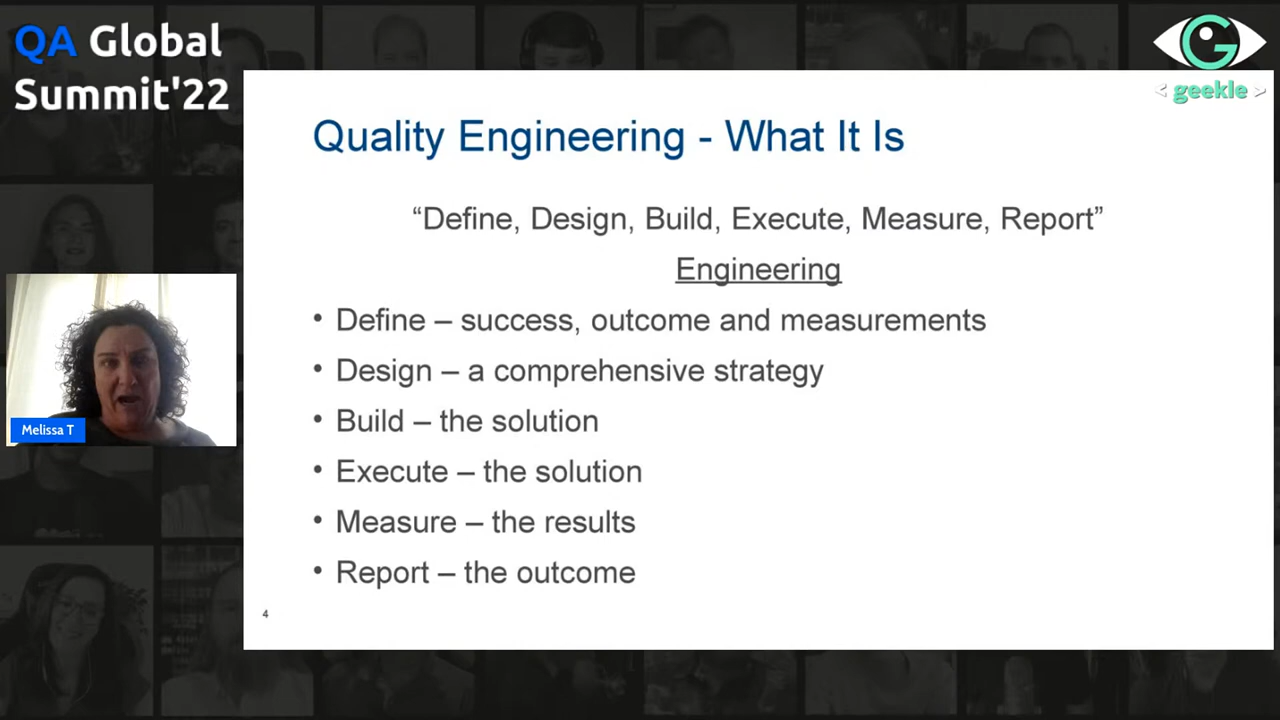 QA Global
Summit'22
G
< geekle >
Quality Engineering - What It Is
“Define, Design, Build, Execute, Measure, Report”
Engineering
• Define – success, outcome and measurements
• Design – a comprehensive strategy
• Build – the solution
• Execute – the solution
• Measure – the results
• Report – the outcome
Melissa T
4